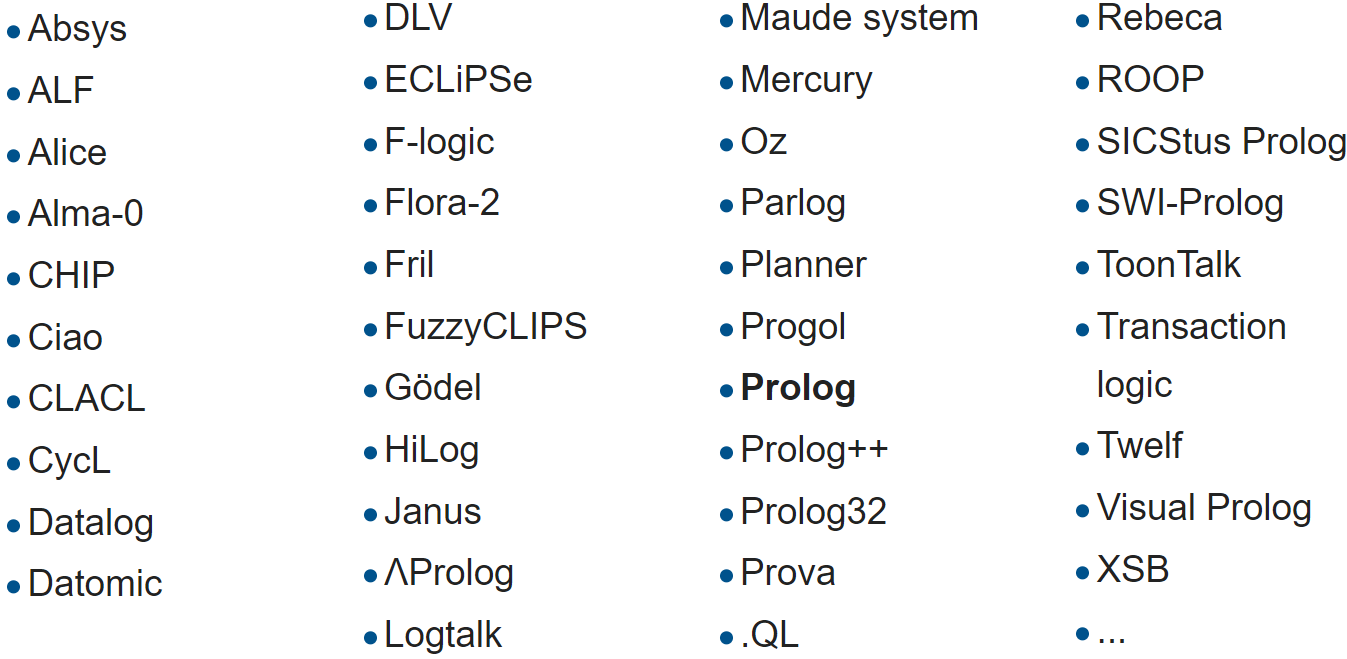 Absys
ALF
Alice
Alma-0
CHIP
Ciao
CLACL
CycL
Datalog
Datomic
DLV
ECLiPSe
F-logic
Flora-2
Fril
FuzzyCLIPS
Gödel
HiLog
Janus
ΛProlog
Logtalk
Maude system
Mercury
Oz
Parlog
Planner
Progol
Prolog
Prolog++
Prolog32
Prova
.QL
Rebeca
ROOP
SICStus Prolog
SWI-Prolog
ToonTalk
Transaction
logic
Twelf
Visual Prolog
XSB
...